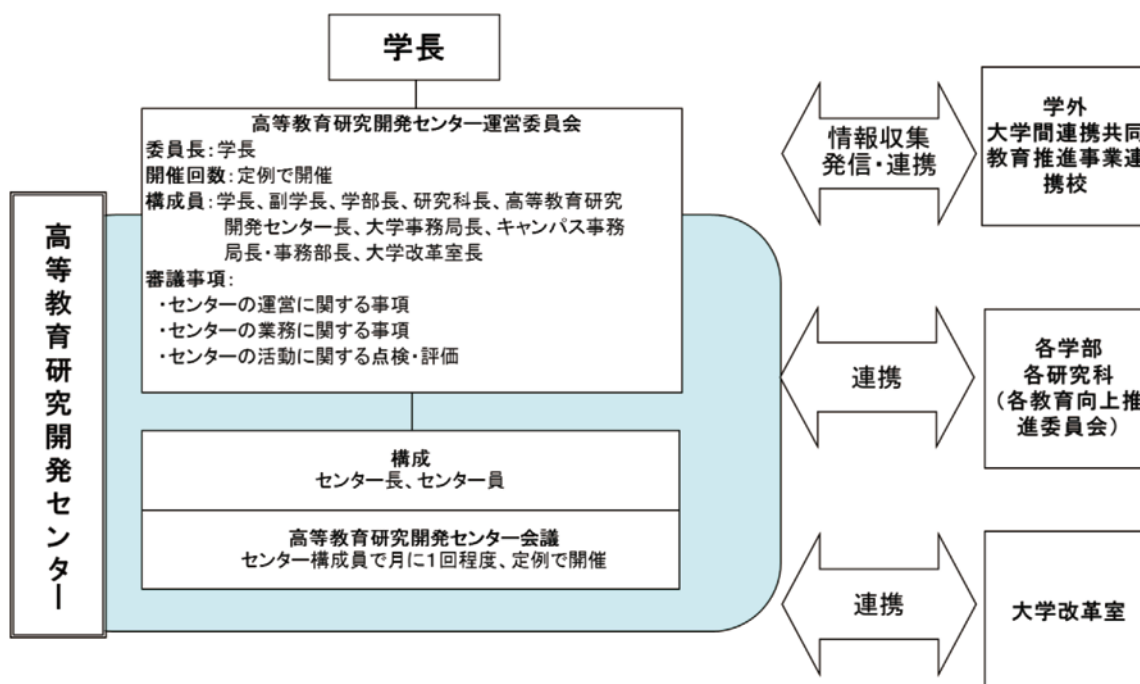 学長
高等教育研究開発センター運営委員会
委員長:学長
開催回数:定例で開催
構成員:学長、副学長、学部長、研究科長、高等教育研究
開発センター長、大学事務局長、キャンパス事務
局長・事務部長、大学改革室長
審議事項:
・センターの運営に関する事項
・センターの業務に関する事項
・センターの活動に関する点検・評価
高等教育研究開発センター
構成
センター長、センター員
高等教育研究開発センター会議
センター構成員で月に1回程度、定例で開催
情報収集
発信・連携
学外
大学間連携共同
教育推進事業連
携校
連携
各学部
各研究科
(各教育向上推
進委員会)
連携
大学改革室